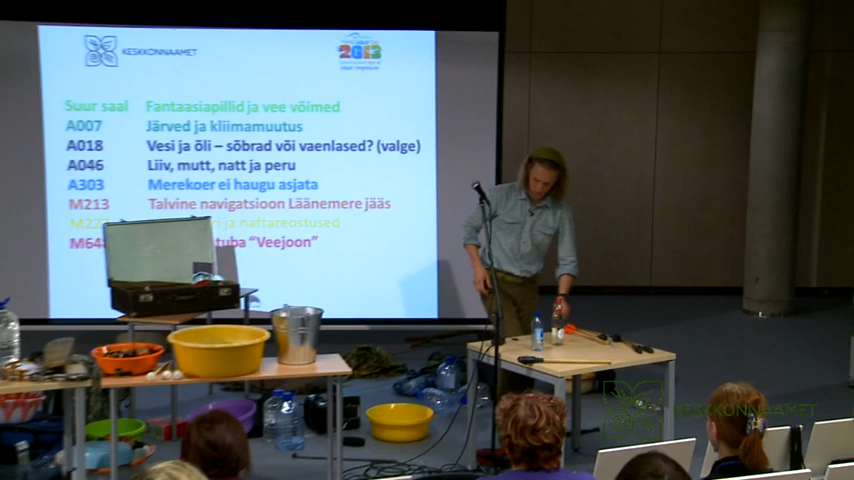 KESKKONNAAMET
2013
Suur saal Fantaasiapillid ja vee võimed
A007 Järved ja kliimamuutus
A018 Vesi ja õli – sõbrad või vaenlased? (valge)
A046 Liiv, mutt, natt ja peru
A303 Merekoer ei haugu asjata
M213 Talvine navigatsioon Läänemere jääs
ja naftareostused
"Veejoon"
KESKKONNAAMET